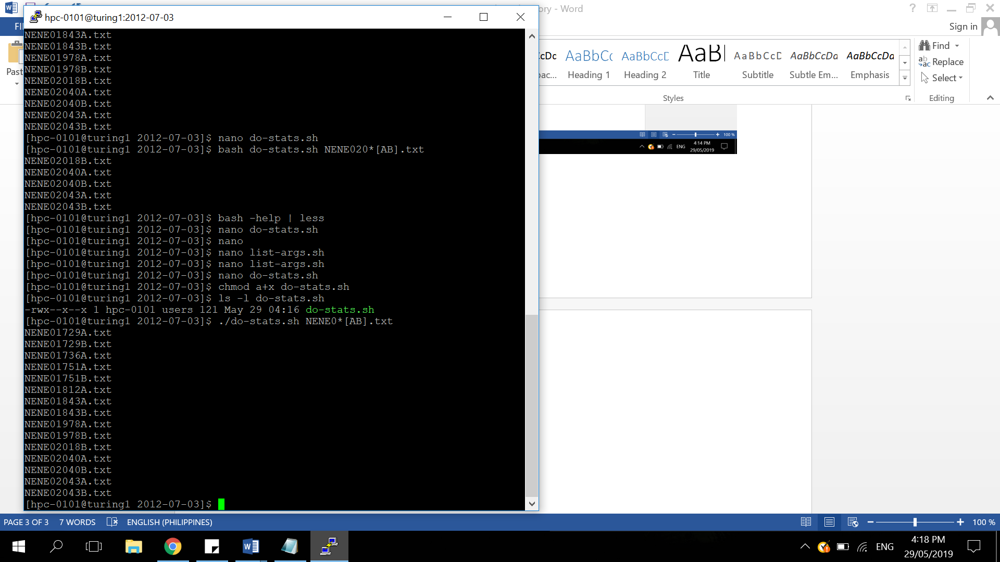 hpc-0101@turing1:2012-07-03
ory - Word
FI
Sign in
Past
cDc
AaBbCc
AaBbCcD
AaBl
AaBbCcD
AaBbCcDd
AaBbCcDd
ac...
Heading 1
Heading 2
Title
Subtitle
Subtle Em...
Emphasis
Styles
Find
Replace
Select
Editing
NENE01843A.txt
NENE01843B.txt
NENE01978A.txt
NENE01978B.txt
NENE02018B.txt
NENE02040A.txt
NENE02040B.txt
NENE02043A.txt
NENE02043B.txt
[hpc-0101@turing1 2012-07-03]$ nano do-stats.sh
[hpc-0101@turing1 2012-07-03]$ bash do-stats.sh NENE020*[AB].txt
NENE02018B.txt
NENE02040A.txt
NENE02040B.txt
NENE02043A.txt
NENE02043B.txt
[hpc-0101@turing1 2012-07-03]$ bash -help | less
[hpc-0101@turing1 2012-07-03]$ nano do-stats.sh
[hpc-0101@turing1 2012-07-03]$ nano
[hpc-0101@turing1 2012-07-03]$ nano list-args.sh
[hpc-0101@turing1 2012-07-03]$ nano list-args.sh
[hpc-0101@turing1 2012-07-03]$ nano do-stats.sh
[hpc-0101@turing1 2012-07-03]$ chmod a+x do-stats.sh
[hpc-0101@turing1 2012-07-03]$ ls -l do-stats.sh
-rwx--x--x 1 hpc-0101 users 121 May 29 04:16 do-stats.sh
[hpc-0101@turing1 2012-07-03]$ ./do-stats.sh NENE0*[AB].txt
NENE01729A.txt
NENE01729B.txt
NENE01736A.txt
NENE01751A.txt
NENE01751B.txt
NENE01812A.txt
NENE01843A.txt
NENE01843B.txt
NENE01978A.txt
NENE01978B.txt
NENE02018B.txt
NENE02040A.txt
NENE02040B.txt
NENE02043A.txt
NENE02043B.txt
[hpc-0101@turing1 2012-07-03]$
100 %
ENG
4:14 PM
29/05/2019
PAGE 3 OF 3
7 WORDS
ENGLISH (PHILIPPINES)
100 %
ENG
4:18 PM
29/05/2019